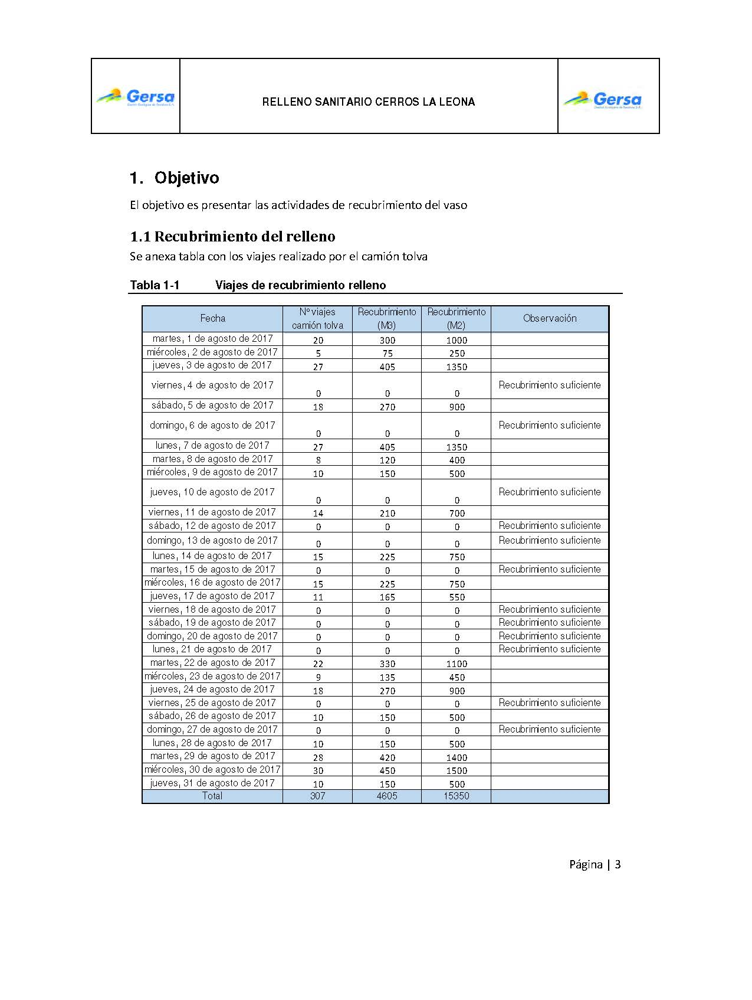 Gersa
RELLENO SANITARIO CERROS LA LEONA
Gersa
1. Objetivo
El objetivo es presentar las actividades de recubrimiento del vaso
1.1 Recubrimiento del relleno
Se anexa tabla con los viajes realizado por el camión tolva
Tabla 1-1 Viajes de recubrimiento relleno
Fecha Nº viajes camión tolva Recubrimiento (M3) Recubrimiento (M2) Observación
martes, 1 de agosto de 2017 20 300 1000
miércoles, 2 de agosto de 2017 5 75 250
jueves, 3 de agosto de 2017 27 405 1350
viernes, 4 de agosto de 2017 0 0 0 Recubrimiento suficiente
sábado, 5 de agosto de 2017 18 270 900
domingo, 6 de agosto de 2017 0 0 0 Recubrimiento suficiente
lunes, 7 de agosto de 2017 27 405 1350
martes, 8 de agosto de 2017 8 120 400
miércoles, 9 de agosto de 2017 10 150 500
jueves, 10 de agosto de 2017 0 0 0 Recubrimiento suficiente
viernes, 11 de agosto de 2017 14 210 700
sábado, 12 de agosto de 2017 0 0 0 Recubrimiento suficiente
domingo, 13 de agosto de 2017 0 0 0 Recubrimiento suficiente
lunes, 14 de agosto de 2017 15 225 750
martes, 15 de agosto de 2017 0 0 0 Recubrimiento suficiente
miércoles, 16 de agosto de 2017 15 225 750
jueves, 17 de agosto de 2017 11 165 550
viernes, 18 de agosto de 2017 0 0 0 Recubrimiento suficiente
sábado, 19 de agosto de 2017 0 0 0 Recubrimiento suficiente
domingo, 20 de agosto de 2017 0 0 0 Recubrimiento suficiente
lunes, 21 de agosto de 2017 0 0 0 Recubrimiento suficiente
martes, 22 de agosto de 2017 22 330 1100
miércoles, 23 de agosto de 2017 9 135 450
jueves, 24 de agosto de 2017 18 270 900
viernes, 25 de agosto de 2017 0 0 0 Recubrimiento suficiente
sábado, 26 de agosto de 2017 10 150 500
domingo, 27 de agosto de 2017 0 0 0 Recubrimiento suficiente
lunes, 28 de agosto de 2017 10 150 500
martes, 29 de agosto de 2017 28 420 1400
miércoles, 30 de agosto de 2017 30 450 1500
jueves, 31 de agosto de 2017 10 150 500
Total 307 4605 15350
Página | 3